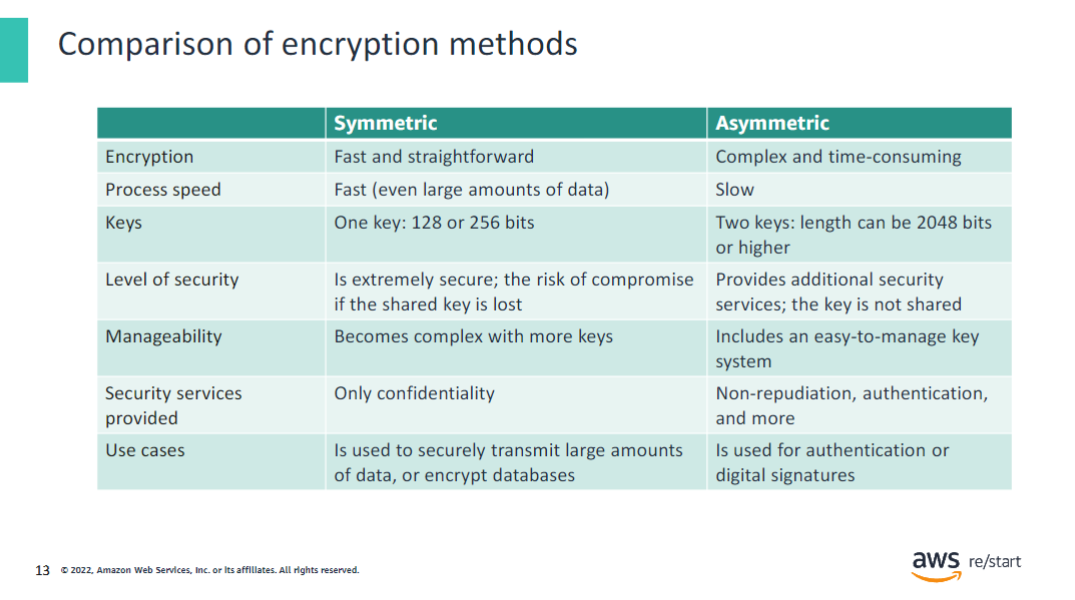 Comparison of encryption methods
Symmetric Asymmetric
Encryption Fast and straightforward Complex and time-consuming
Process speed Fast (even large amounts of data) Slow
Keys One key: 128 or 256 bits Two keys: length can be 2048 bits
or higher
Level of security Is extremely secure; the risk of compromise Provides additional security
if the shared key is lost services; the key is not shared
Manageability Becomes complex with more keys Includes an easy-to-manage key
system
Security services Only confidentiality Non-repudiation, authentication,
provided and more
Use cases Is used to securely transmit large amounts Is used for authentication or
of data, or encrypt databases digital signatures
13 © 2022, Amazon Web Services, Inc. or its affiliates. All rights reserved.
aws re/start